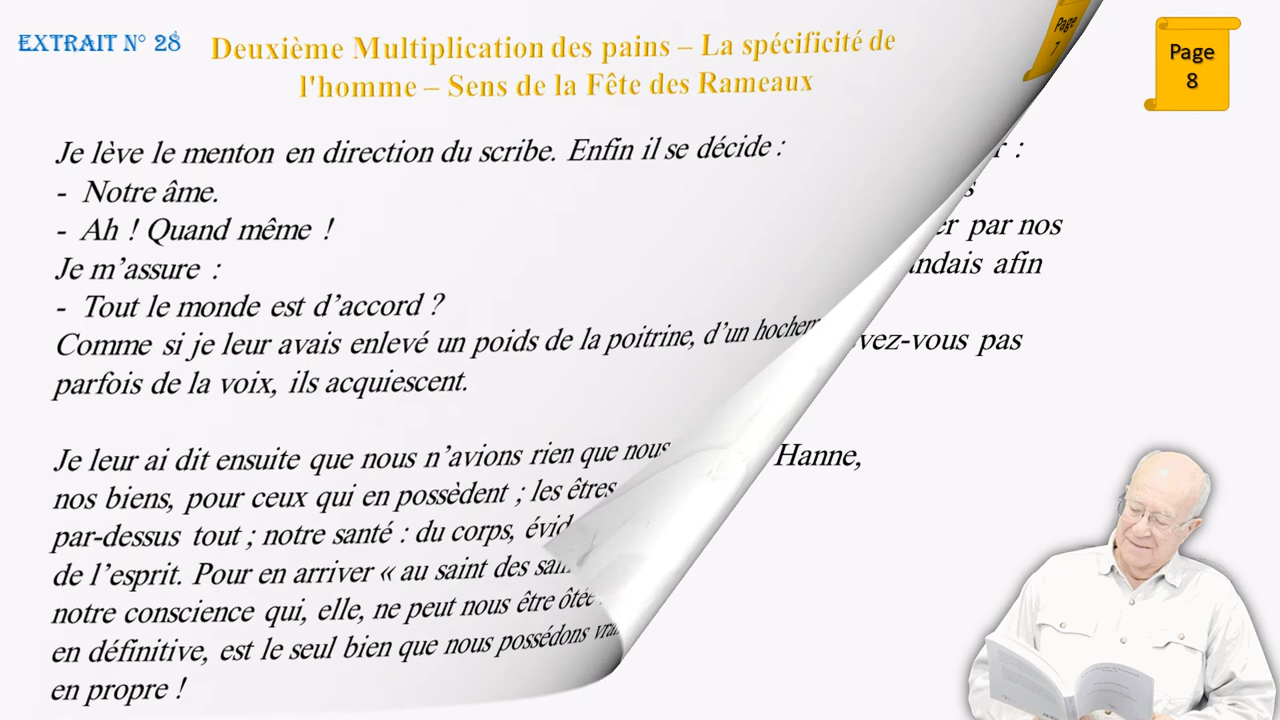 EXTRAIT N° 28
Deuxième Multiplication des pains – La spécificité de
l'homme – Sens de la Fête des Rameaux
Page
7
Page
8
Je lève le menton en direction du scribe. Enfin il se décide :
- Notre âme.
- Ah ! Quand même !
Je m’assure :
- Tout le monde est d’accord ?
Comme si je leur avais enlevé un poids de la poitrine, d’un
parfois de la voix, ils acquiescent.
Je leur ai dit ensuite que nous n’avions rien que nous
nos biens, pour ceux qui en possèdent ; les êtres
par-dessus tout ; notre santé : du corps,
de l’esprit. Pour en arriver « au saint des
notre conscience qui, elle, ne peut nous être
en définitive, est le seul bien que nous possédons
en propre !
:
par nos
afin
pas
Hanne,